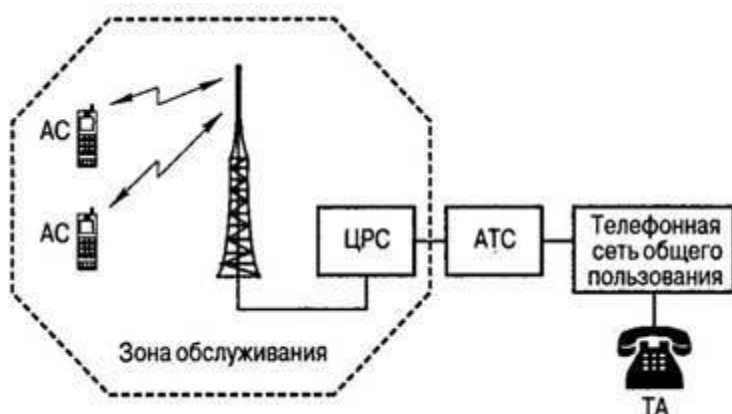 АС
АС
ЦРС
АТС
Телефонная
сеть общего
пользования
Зона обслуживания
ТА